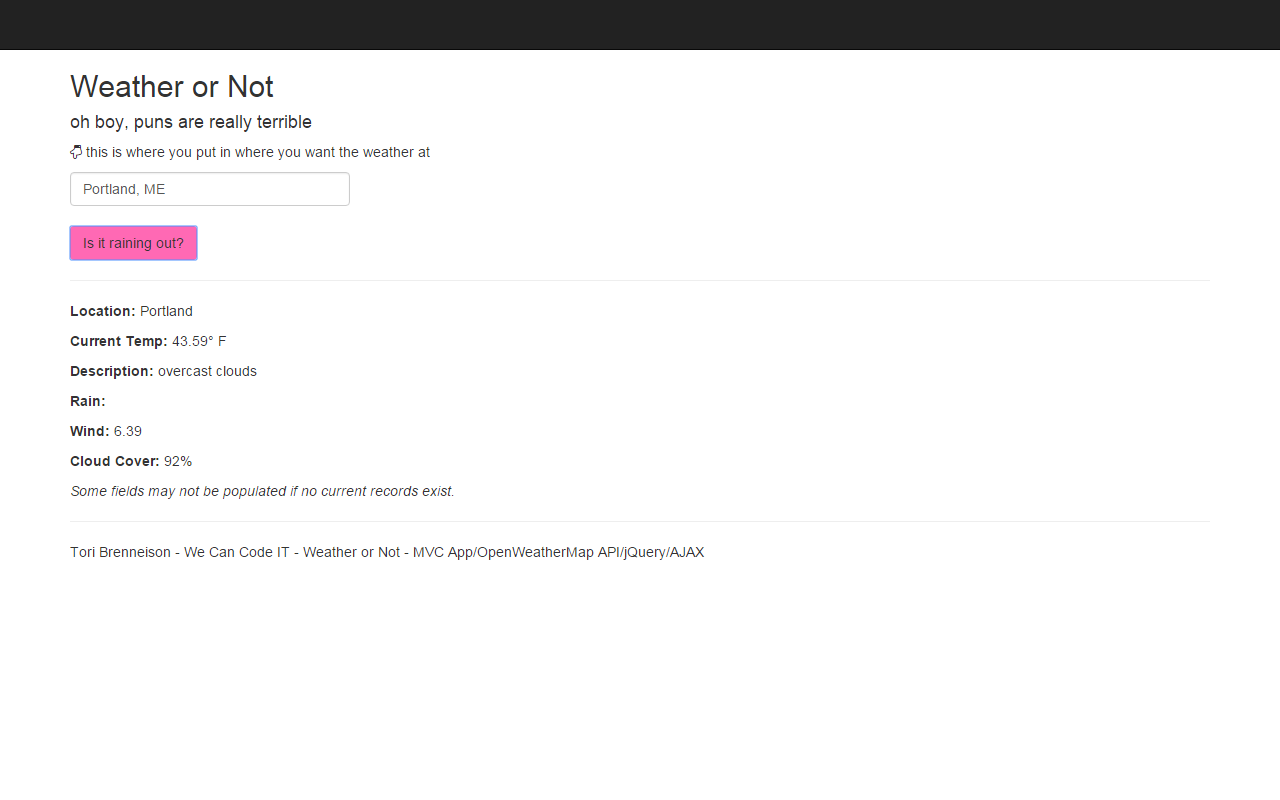 Weather or Not
oh boy, puns are really terrible
this is where you put in where you want the weather at
Portland, ME
Is it raining out?
Location: Portland
Current Temp: 43.59° F
Description: overcast clouds
Rain:
Wind: 6.39
Cloud Cover: 92%
Some fields may not be populated if no current records exist.
Tori Brenneison - We Can Code IT - Weather or Not - MVC App/OpenWeatherMap API/jQuery/AJAX